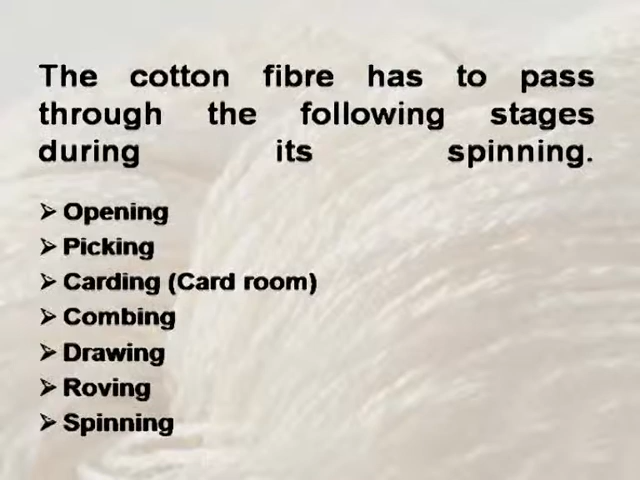 The cotton fibre has to pass
through the following stages
during its spinning.
➢ Opening
➢ Picking
➢ Carding (Card room)
➢ Combing
➢ Drawing
➢ Roving
➢ Spinning